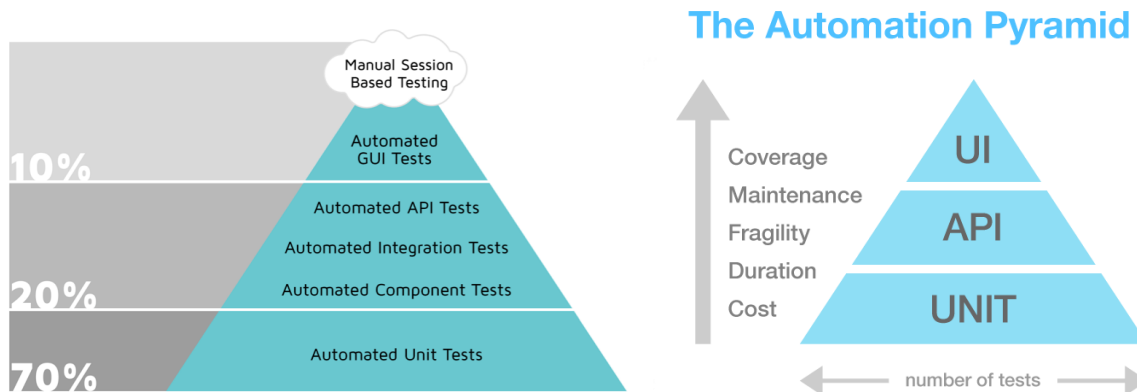 Manual Session
Based Testing
Automated
GUI Tests
10%
Automated API Tests
Automated Integration Tests
Automated Component Tests
20%
Automated Unit Tests
70%
The Automation Pyramid
Coverage
Maintenance
Fragility
Duration
Cost
UI
API
UNIT
number of tests